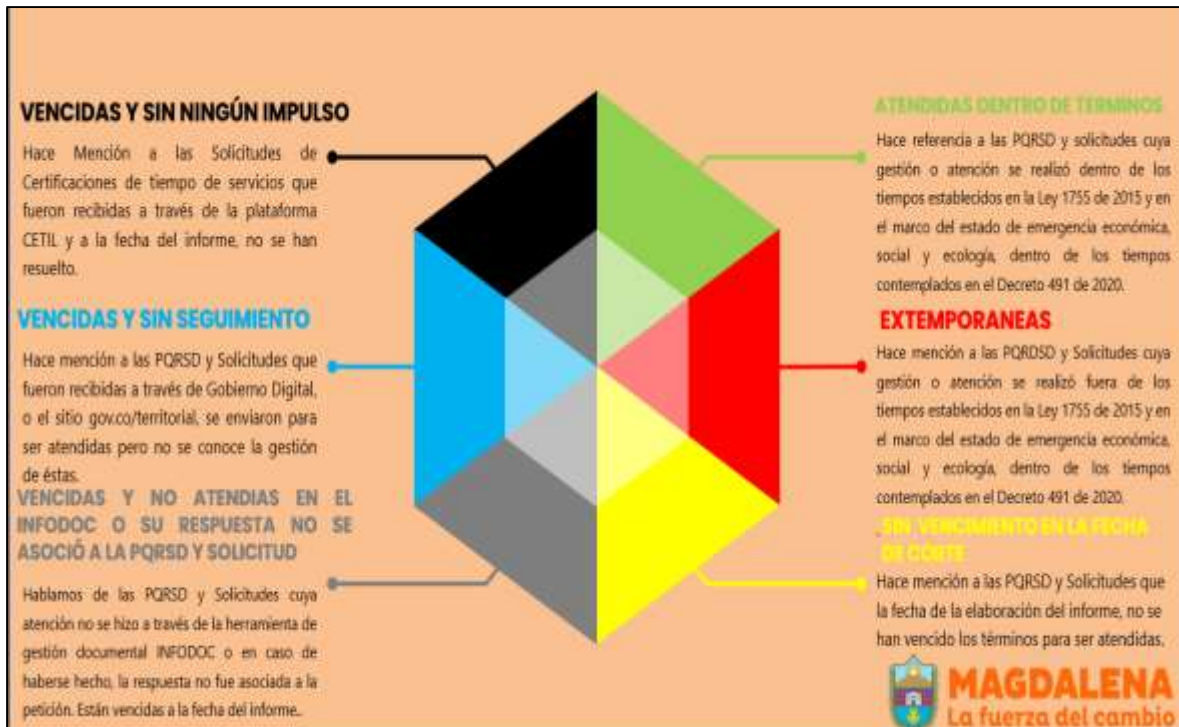 VENCIDAS Y SIN NINGÚN IMPULSO
Hace Mención a las Solicitudes de
Certificaciones de tiempo de servicios que
fueron recibidas a través de la plataforma
CETIL y a la fecha del informe, no se han
resuelto.
VENCIDAS Y SIN SEGUIMIENTO
Hace mención a las PQRSD y Solicitudes que
fueron recibidas a través de Gobierno Digital,
o el sitio gov.co/territorial, se enviaron para
ser atendidas pero no se conoce la gestión
de éstas.
VENCIDAS Y NO ATENDIAS EN EL
INFODOC O SU RESPUESTA NO SE
ASOCIÓ A LA PQRSD Y SOLICITUD
Hablamos de las PQRSD y Solicitudes cuya
atención no se hizo a través de la herramienta de
gestión documental INFODOC o en caso de
haberse hecho, la respuesta no fue asociada a la
petición. Están vencidas a la fecha del informe..
ATENDIDAS DENTRO DE TERMINOS
Hace referencia a las PQRSD y solicitudes cuya
gestión o atención se realizó dentro de los
tiempos establecidos en la Ley 1755 de 2015 y en
el marco del estado de emergencia económica,
social y ecología, dentro de los tiempos
contemplados en el Decreto 491 de 2020.
EXTEMPORANEAS
Hace mención a las PQRDSD y Solicitudes cuya
gestión o atención se realizó fuera de los
tiempos establecidos en la Ley 1755 de 2015 y en
el marco del estado de emergencia económica,
social y ecología, dentro de los tiempos
contemplados en el Decreto 491 de 2020.
SIN VENCIMIENTO EN LA FECHA
DE CORTE
Hace mención a las PQRSD y Solicitudes que
la fecha de la elaboración del informe, no se
han vencido los términos para ser atendidas.
MAGDALENA
La fuerza del cambio